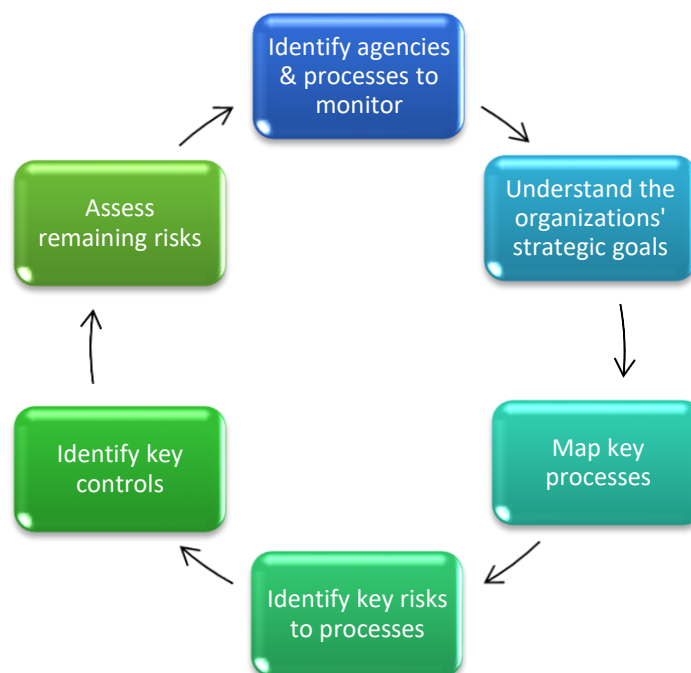 Identify agencies
& processes to
monitor
Understand the
organizations'
strategic goals
Map key
processes
Identify key risks
to processes
Identify key
controls
Assess
remaining risks